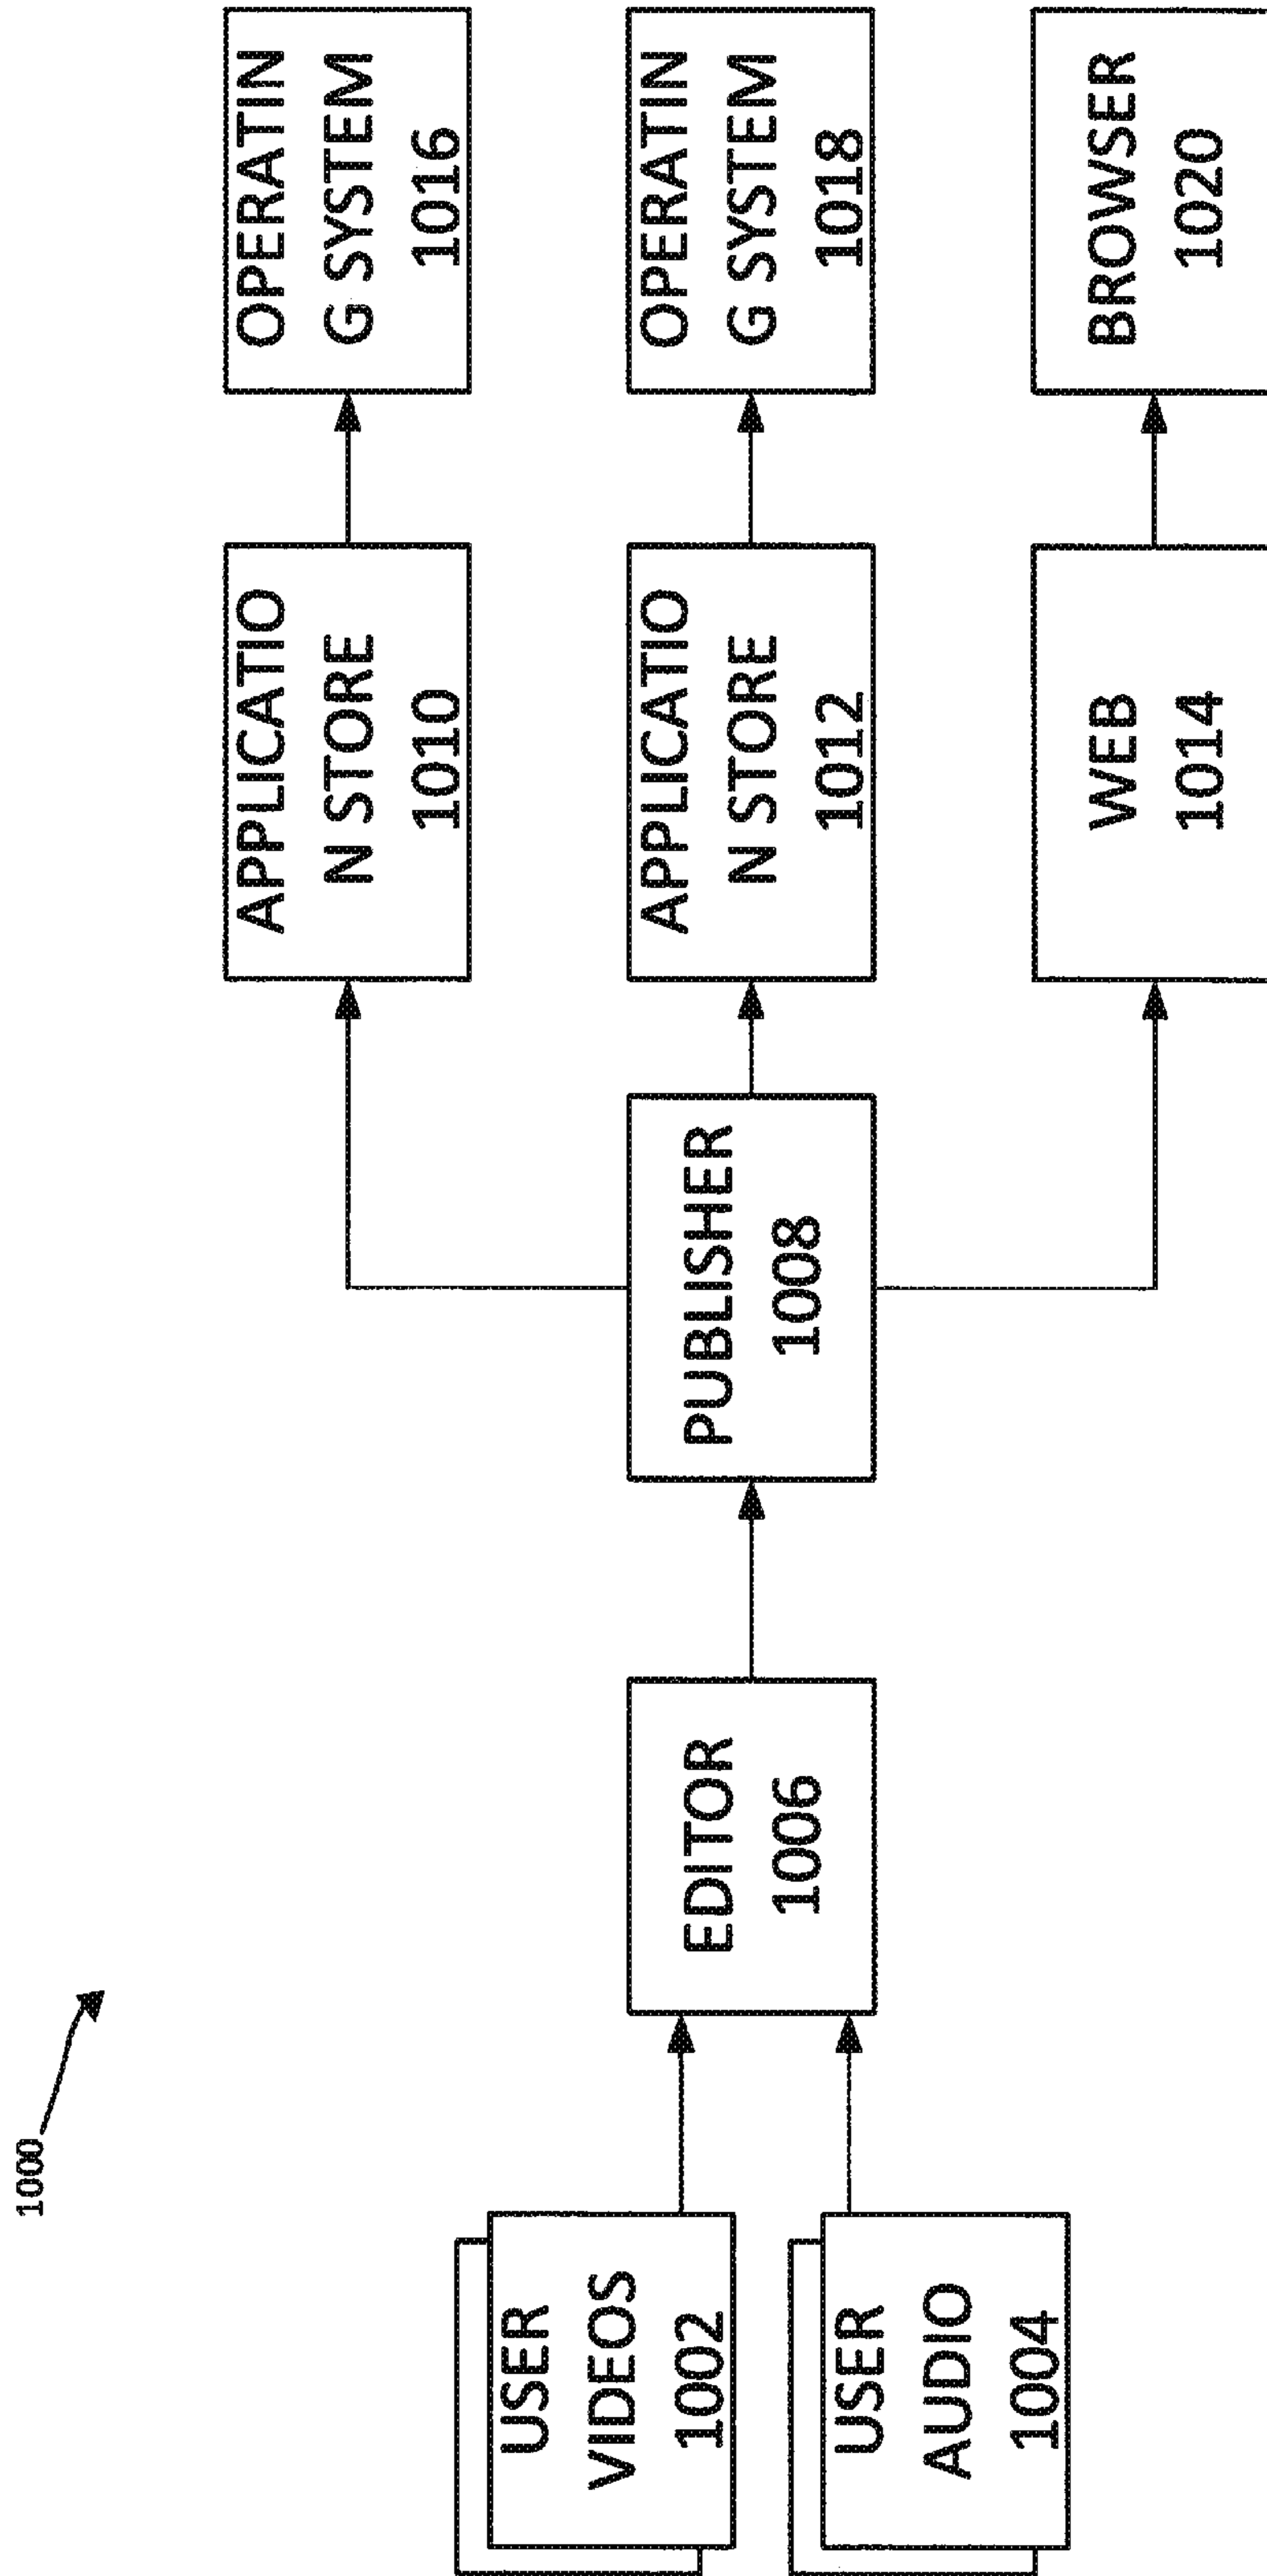 1000
USER
VIDEOS
1002
USER
AUDIO
1004
EDITOR
1006
PUBLISHER
1008
APPLICATIO
N STORE
1010
APPLICATIO
N STORE
1012
WEB
1014
OPERATIN
G SYSTEM
1016
OPERATIN
G SYSTEM
1018
BROWSER
1020